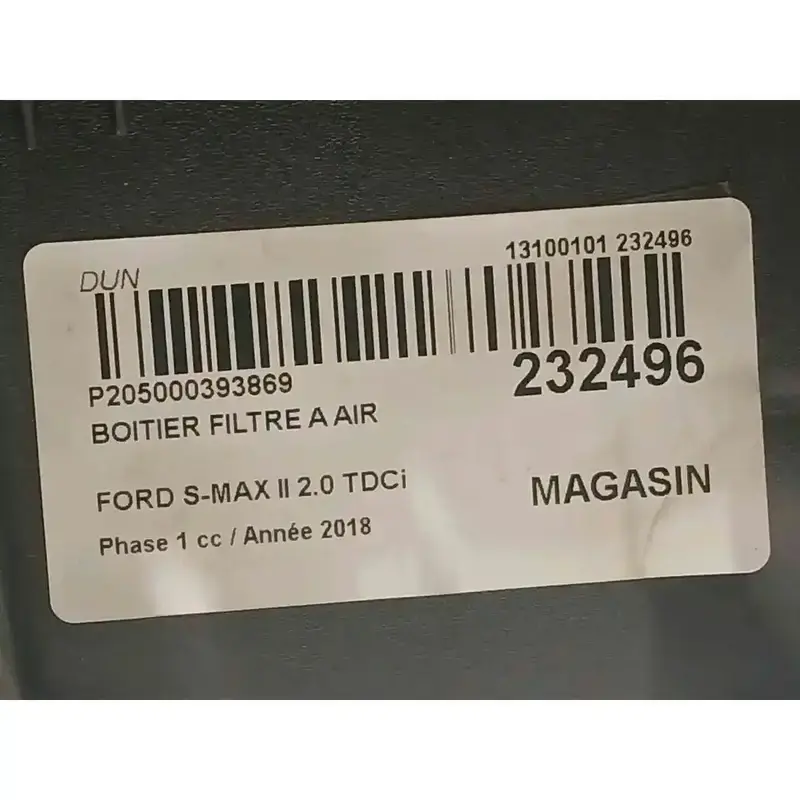 DUN
13100101 232496
P205000393869
232496
BOITIER FILTRE A AIR
FORD S-MAX II 2.0 TDCi
MAGASIN
Phase 1 cc / Année 2018